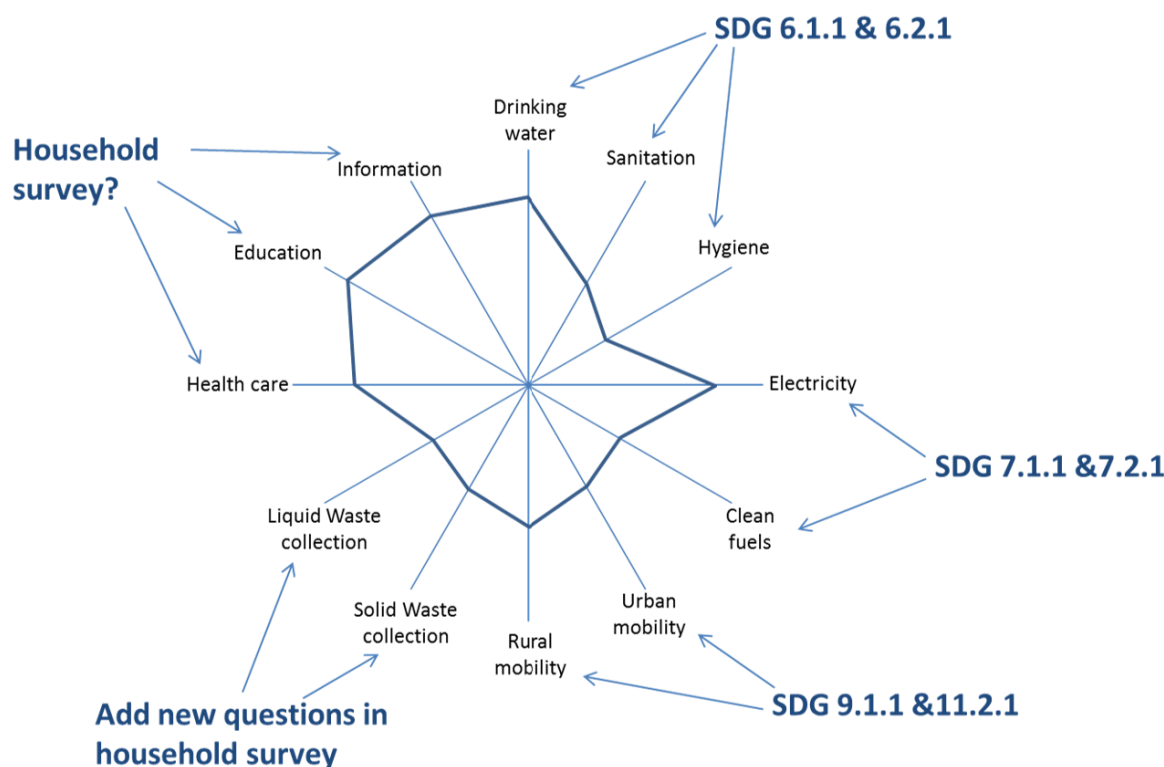 SDG 6.1.1 & 6.2.1
Drinking
water
Sanitation
Household
survey?
Information
Hygiene
Education
Health care
Electricity
SDG 7.1.1 &7.2.1
Liquid Waste
collection
Clean
fuels
Solid Waste
collection
Urban
mobility
Rural
mobility
SDG 9.1.1 &11.2.1
Add new questions in
household survey